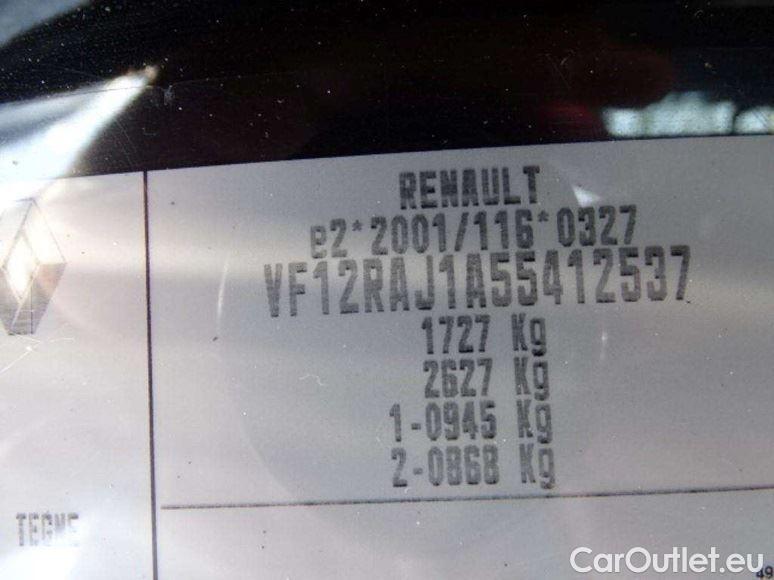 RENAULT
e2*2001/116*0327
VF12RAJ1A55412537
1727 Kg
2627 Kg
1-0945 Kg
2-0868 Kg
TEGNE
CarOutlet.eu